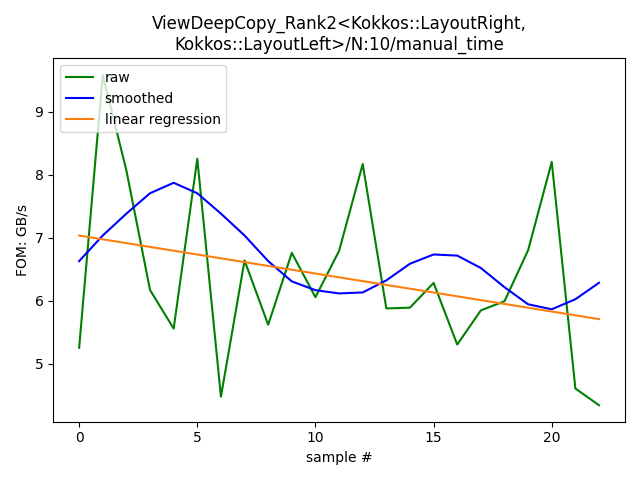 ViewDeepCopy_Rank2<Kokkos::LayoutRight,
Kokkos::LayoutLeft>/N:10/manual_time
raw
smoothed
linear regression
FOM: GB/s
9
8
7
6
5
0
5
10
15
20
sample #